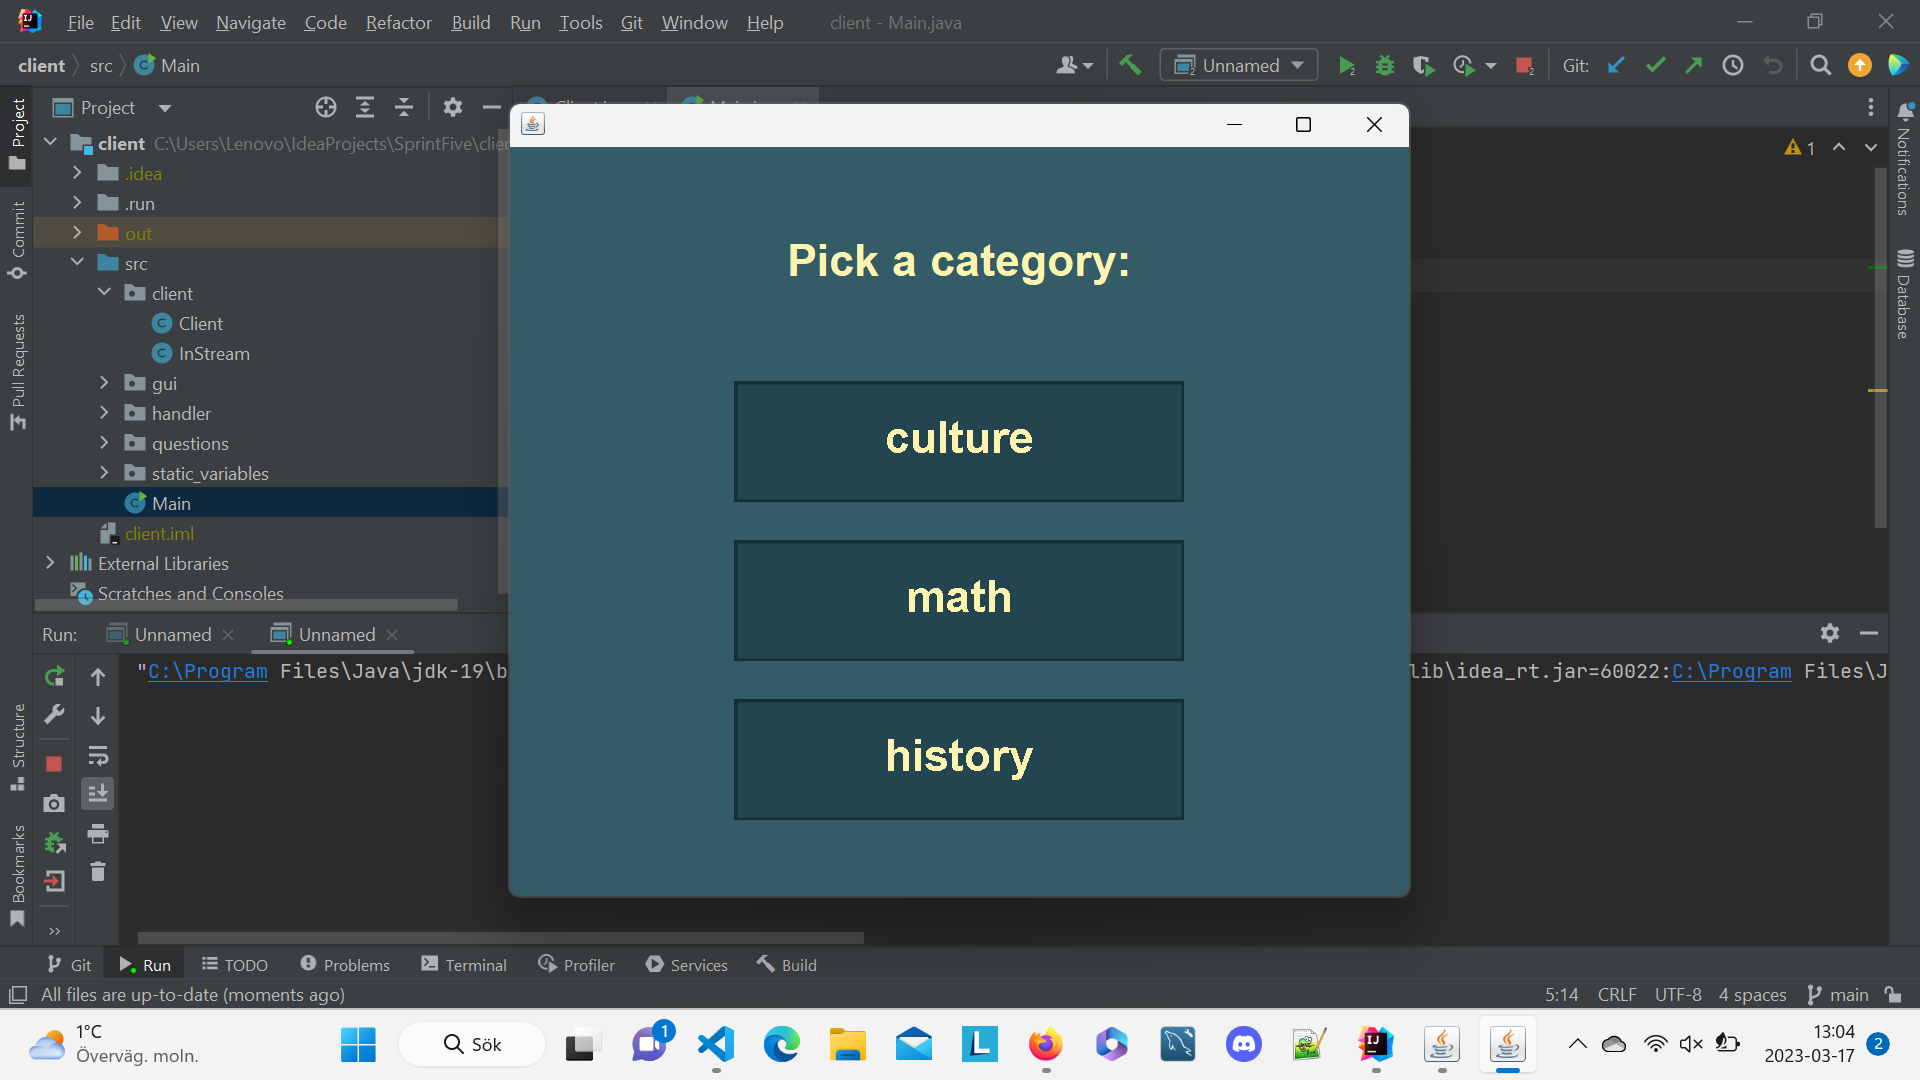 File Edit View Navigate Code Refactor Build Run Tools Git Window Help client - Main.java
client src Main Unnamed Git:
Project
client C:\Users\Lenovo\IdeaProjects\SprintFive\clie
.idea
.run
out
src
client
Client
InStream
gui
handler
questions
static_variables
Main
client.iml
External Libraries
Scratches and Consoles
Project
Commit
Pull Requests
Structure
Bookmarks
1
Notifications
Database
Pick a category:
culture
math
history
Run: Unnamed Unnamed
"C:\Program Files\Java\jdk-19\b
lib\idea_rt.jar=60022:C:\Program Files\J
Git Run TODO Problems Terminal Profiler Services Build
All files are up-to-date (moments ago) 5:14 CRLF UTF-8 4 spaces main
1°C
Överväg. moln.
Sök
1
L
IJ
13:04
2023-03-17
2